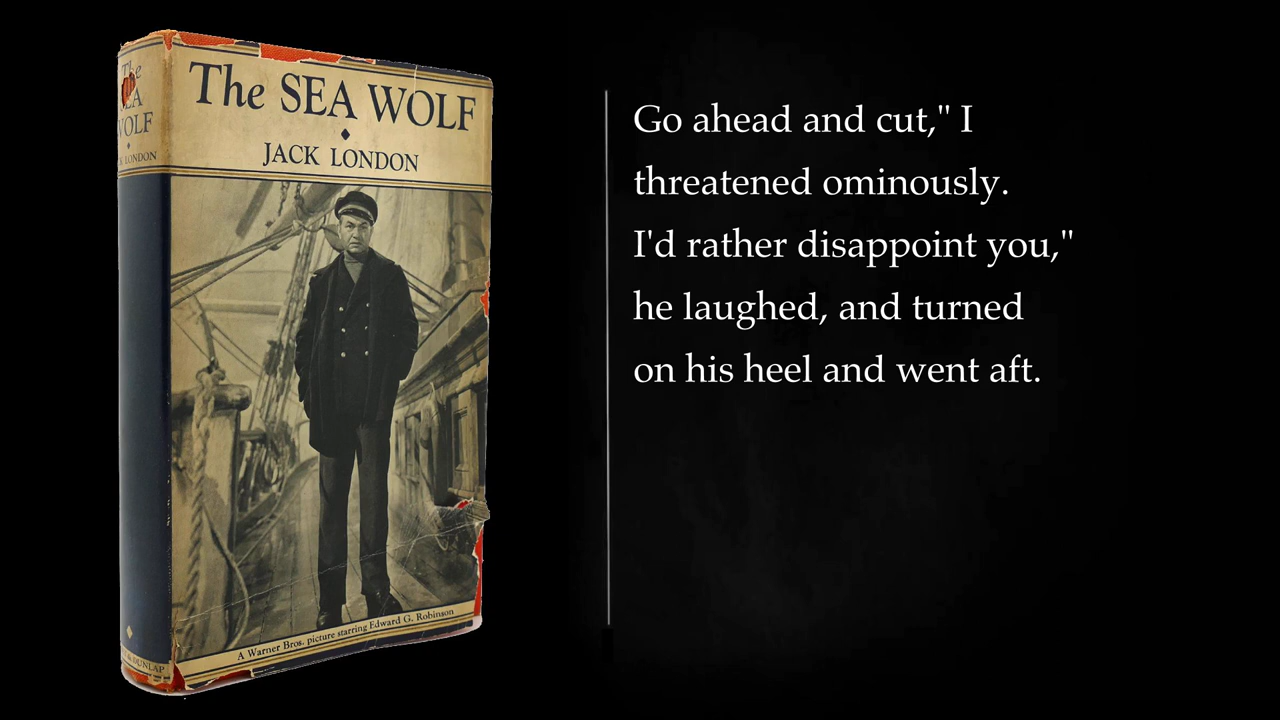 The
SEA
WOLF
LONDON
The SEA WOLF
JACK LONDON
A Warner Bros. picture starring Edward G. Robinson
DUNLAP
Go ahead and cut," I
threatened ominously.
I'd rather disappoint you,"
he laughed, and turned
on his heel and went aft.